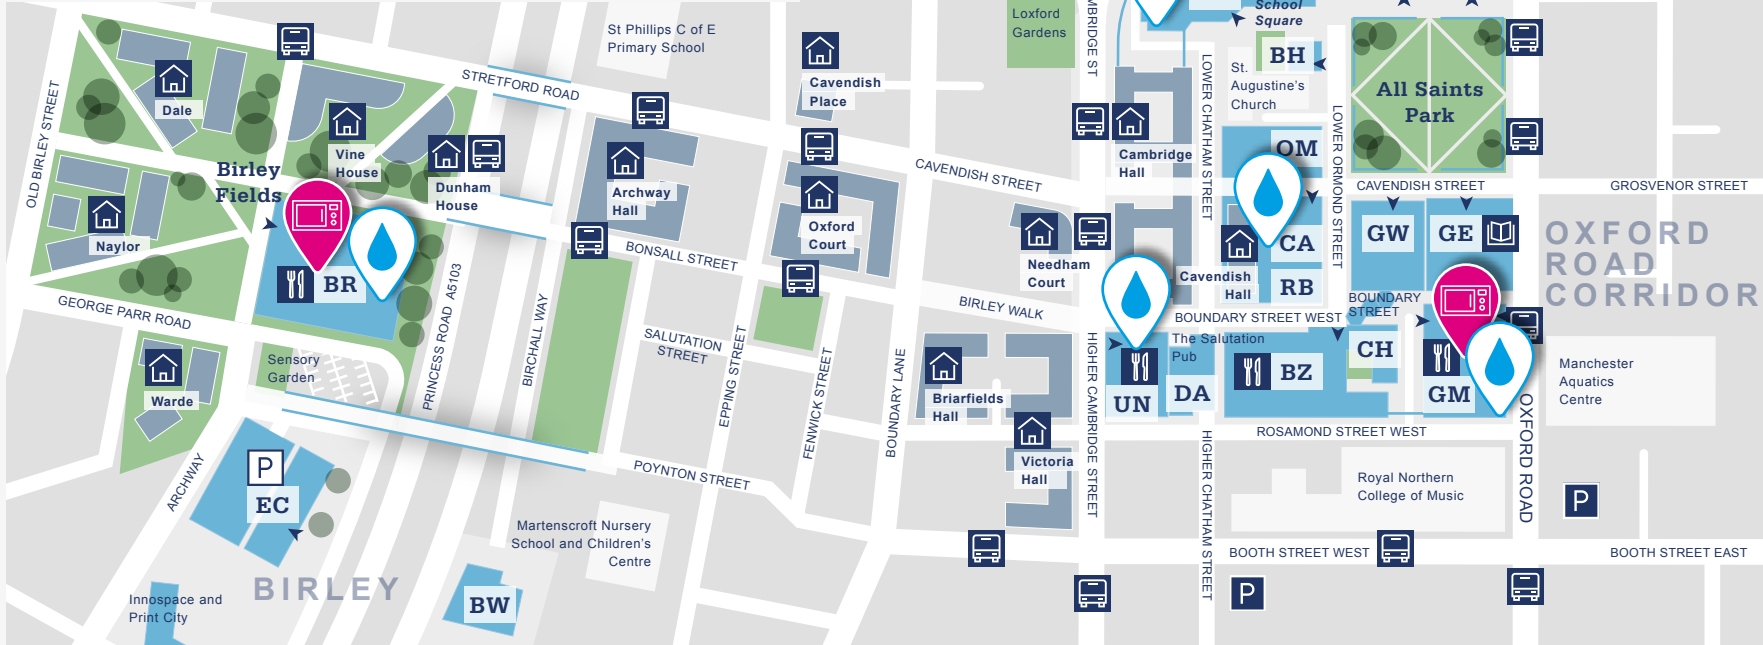 St Phillips C of E
Primary School
Loxford
Gardens
MBRIDGE ST
School
Square
BH
St.
Augustine's
Church
All Saints
Park
STRETFORD ROAD
Cavendish
Place
Dale
OLD BIRLEY STREET
Birley
Fields
Vine
House
Dunham
House
Archway
Hall
Oxford
Court
Cambridge
Hall
CAVENDISH STREET
LOWER CHATHAM STREET
LOWER ORMOND STREET
OM
CAVENDISH STREET
GROSVENOR STREET
Naylor
BR
BONSALL STREET
Needham
Court
Cavendish
Hall
CA
RB
GW
GE
OXFORD
ROAD
CORRIDOR
GEORGE PARR ROAD
PRINCESS ROAD A5103
BIRCHALL WAY
BIRLEY WALK
BOUNDARY
STREET
BOUNDARY STREET WEST
SALUTATION
STREET
EPPING STREET
FENWICK STREET
BOUNDARY LANE
The Salutation
Pub
Sensory
Garden
Warde
Briarfields
Hall
HIGHER CAMBRIDGE STREET
UN
DA
BZ
CH
GM
Manchester
Aquatics
Centre
OXFORD ROAD
ROSAMOND STREET WEST
ARCHWAY
P
EC
POYNTON STREET
Victoria
Hall
HIGHER CHATHAM STREET
Royal Northern
College of Music
P
Martenscroft Nursery
School and Children's
Centre
BOOTH STREET WEST
BOOTH STREET EAST
BIRLEY
Innospace and
Print City
BW
P